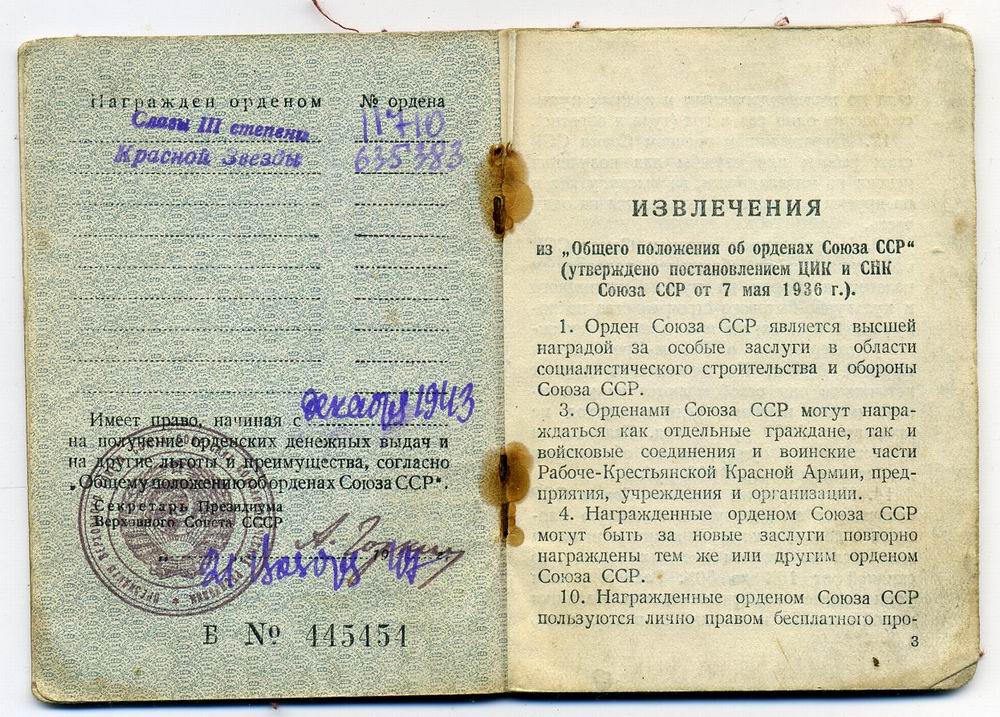 Награжден орденом № ордена
Славы III степени 11710
Красной Звезды 635383
Имеет право, начиная с декабря 1943
на получение орденских денежных выдач и
на другие льготы и преимущества, согласно
„Общему положению об орденах Союза ССР“.
Секретарь Президиума
Верховного Совета СССР
А. Горкин
21 Ноября
Б № 445454
ИЗВЛЕЧЕНИЯ
из „Общего положения об орденах Союза ССР“
(утверждено постановлением ЦИК и СНК
Союза ССР от 7 мая 1936 г.).
1. Орден Союза ССР является высшей
наградой за особые заслуги в области
социалистического строительства и обороны
Союза ССР.
3. Орденами Союза ССР могут награ-
ждаться как отдельные граждане, так и
войсковые соединения и воинские части
Рабоче-Крестьянской Красной Армии, пред-
приятия, учреждения и организации.
4. Награжденные орденом Союза ССР
могут быть за новые заслуги повторно
награждены тем же или другим орденом
Союза ССР.
10. Награжденные орденом Союза ССР
пользуются лично правом бесплатного про-
3